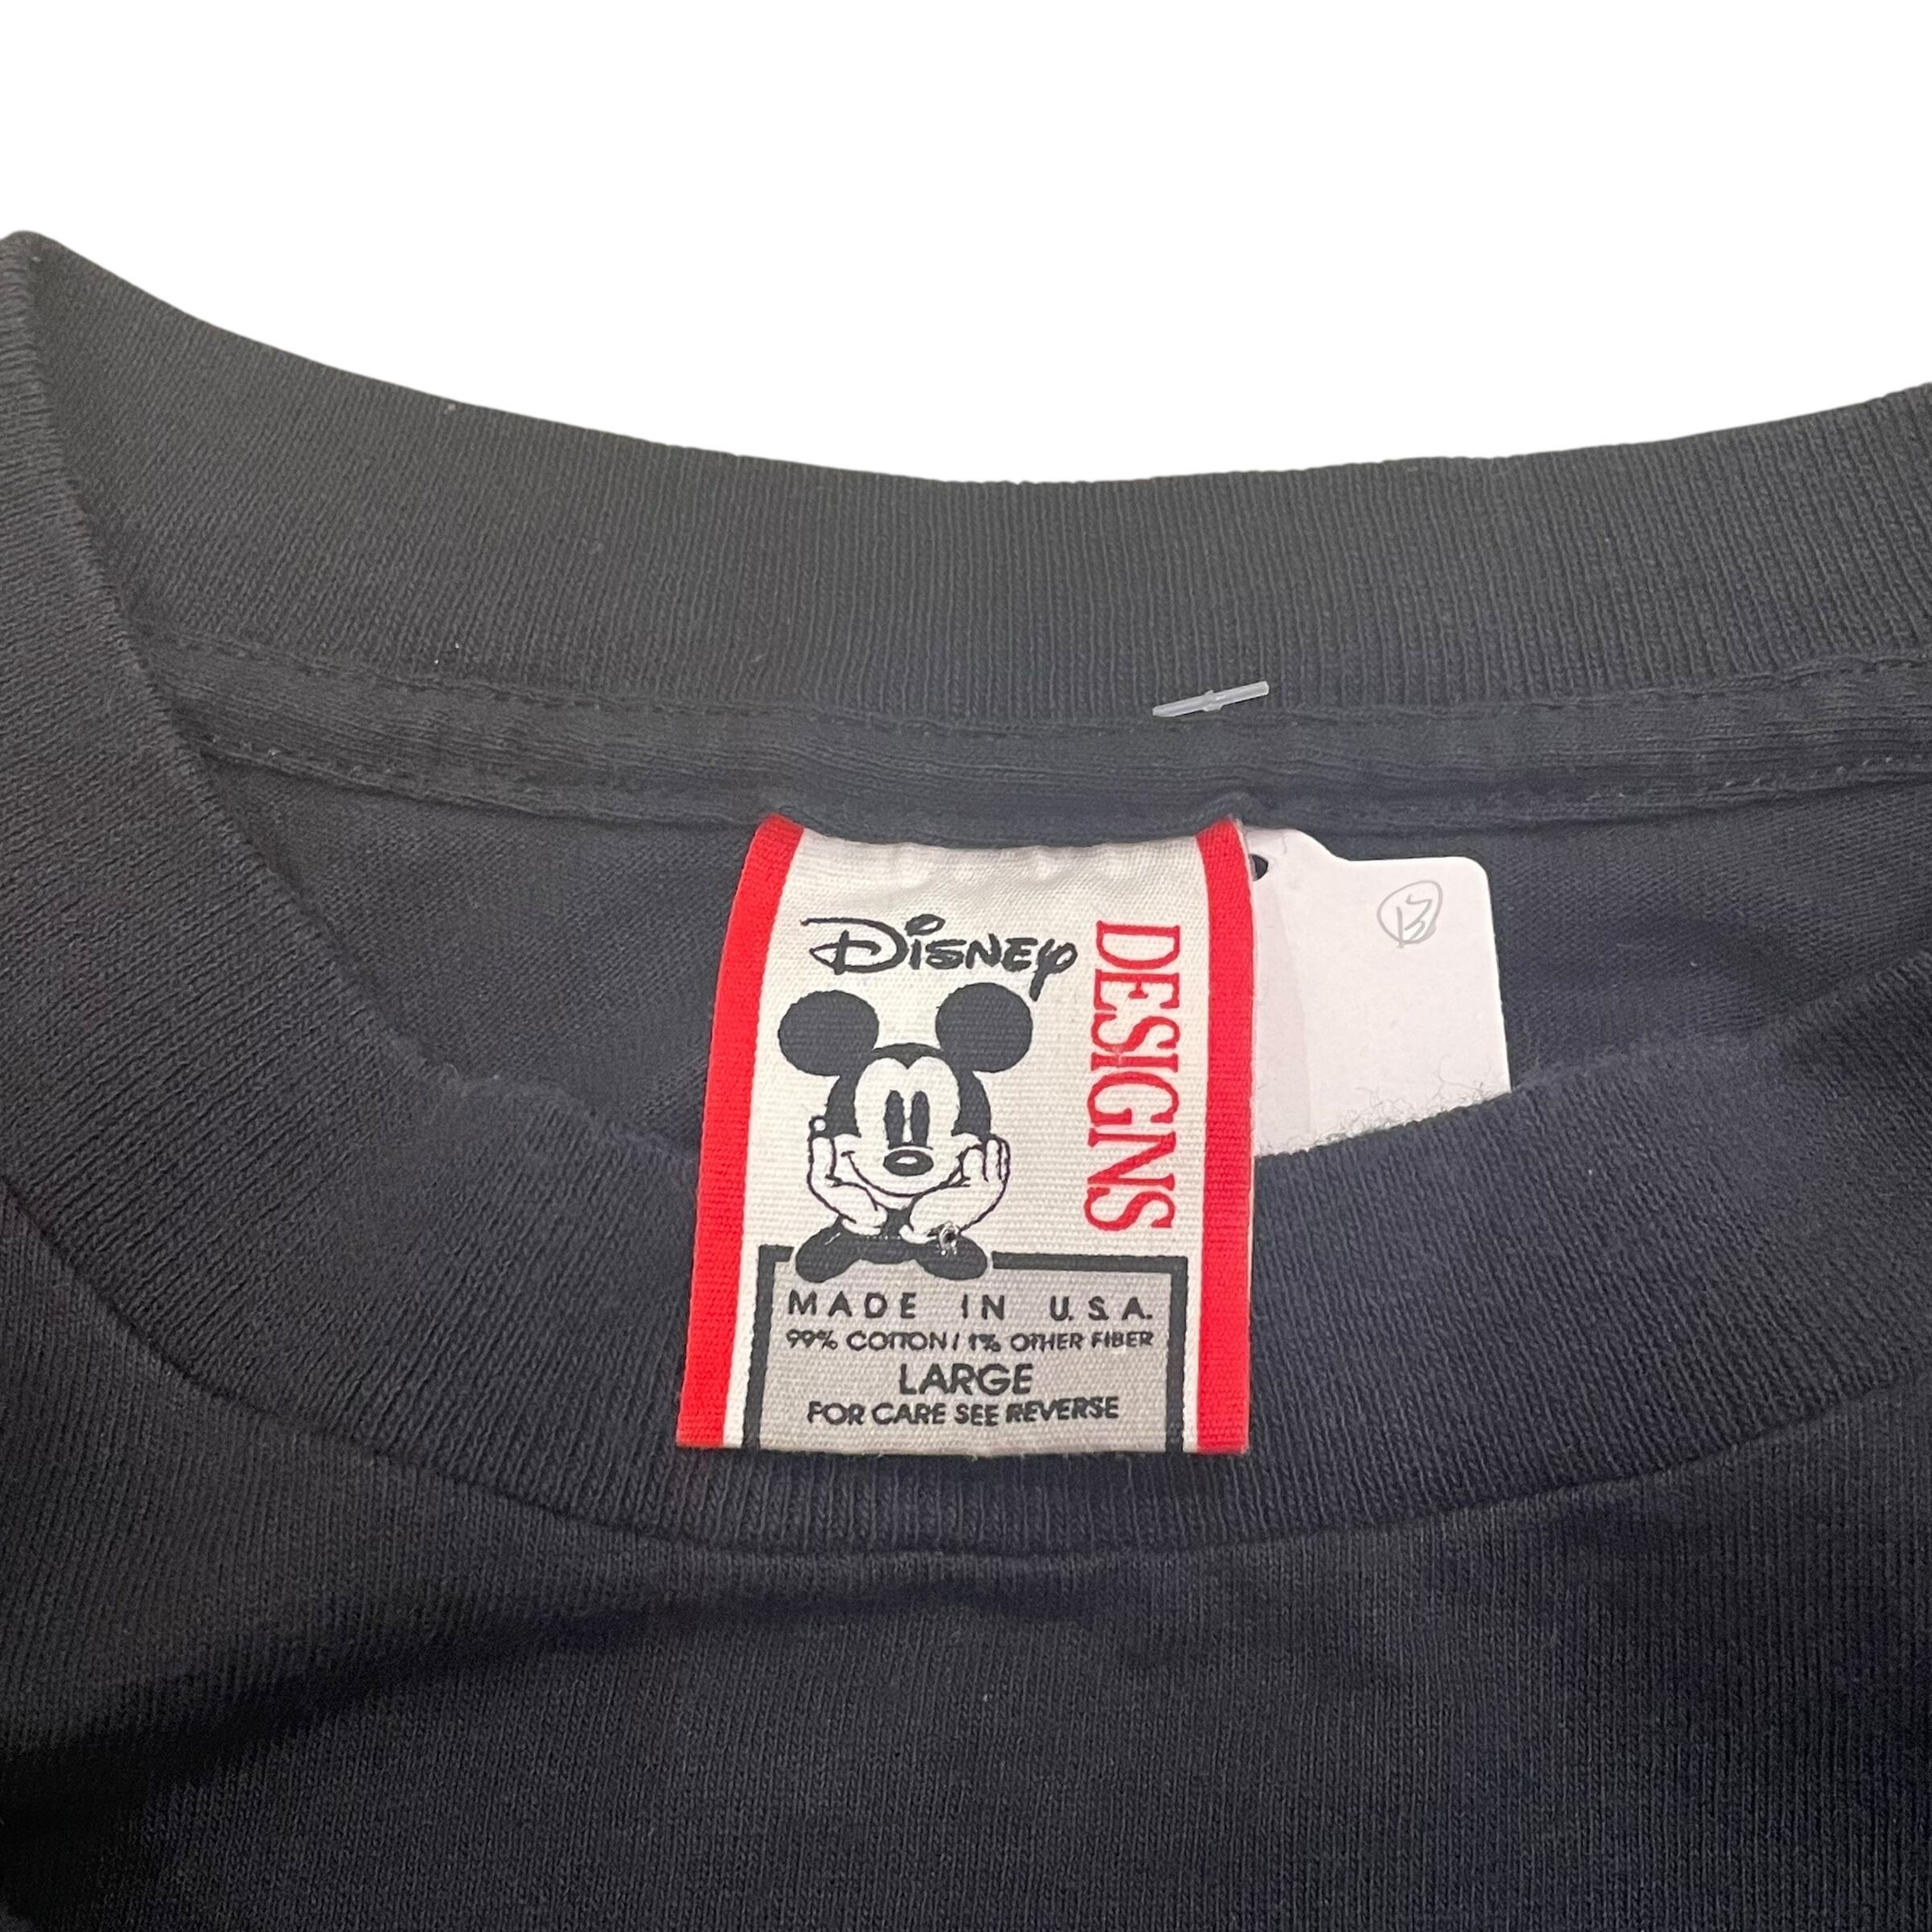 Disney
DESIGNS
MADE IN U.S.A.
99% COTTON / 1% OTHER FIBER
LARGE
FOR CARE SEE REVERSE